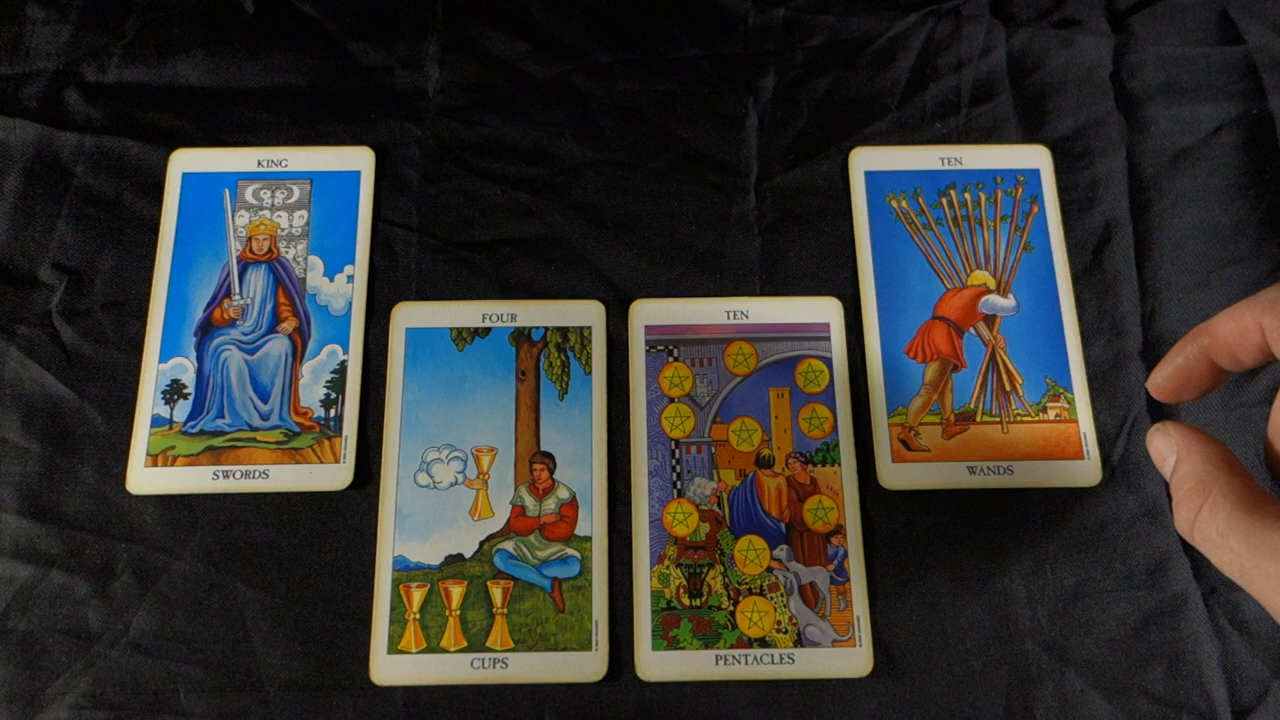 KING
SWORDS
FOUR
CUPS
TEN
PENTACLES
TEN
WANDS